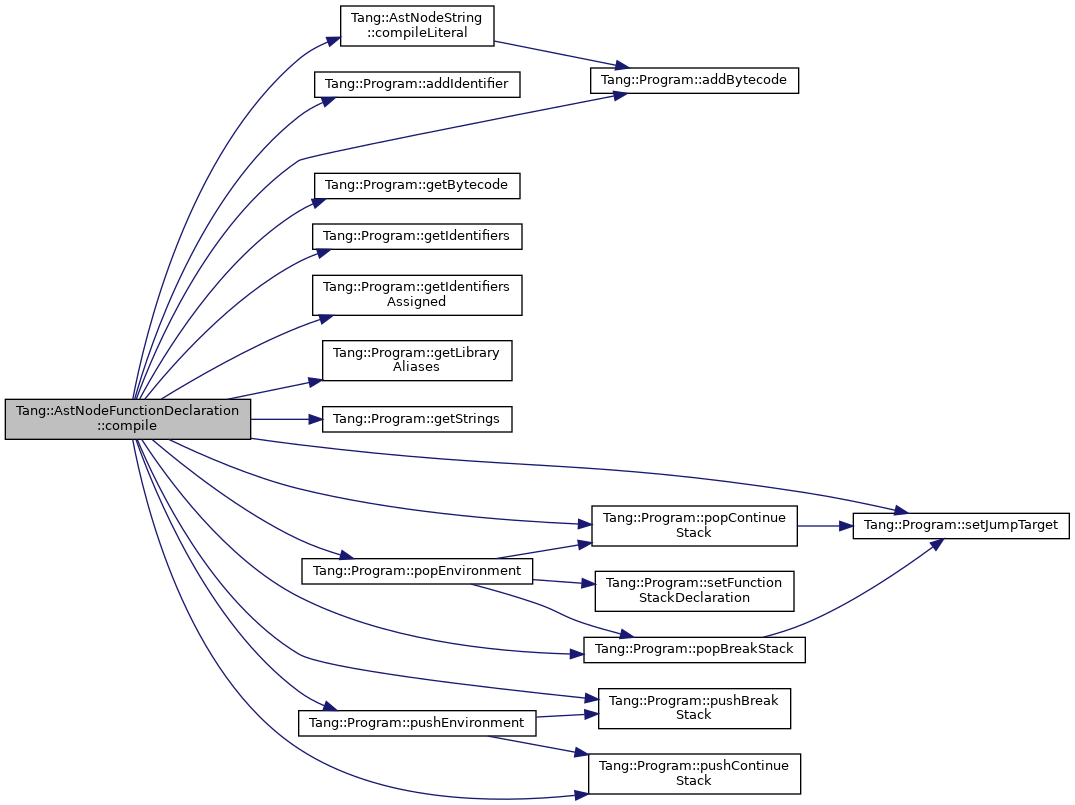 Tang::AstNodeString
::compileLiteral
Tang::Program::addBytecode
Tang::Program::addIdentifier
Tang::Program::getBytecode
Tang::Program::getIdentifiers
Tang::Program::getIdentifiers
Assigned
Tang::Program::getLibrary
Aliases
Tang::AstNodeFunctionDeclaration
::compile
Tang::Program::getStrings
Tang::Program::popContinue
Stack
Tang::Program::setJumpTarget
Tang::Program::popEnvironment
Tang::Program::setFunction
StackDeclaration
Tang::Program::popBreakStack
Tang::Program::pushBreak
Stack
Tang::Program::pushEnvironment
Tang::Program::pushContinue
Stack